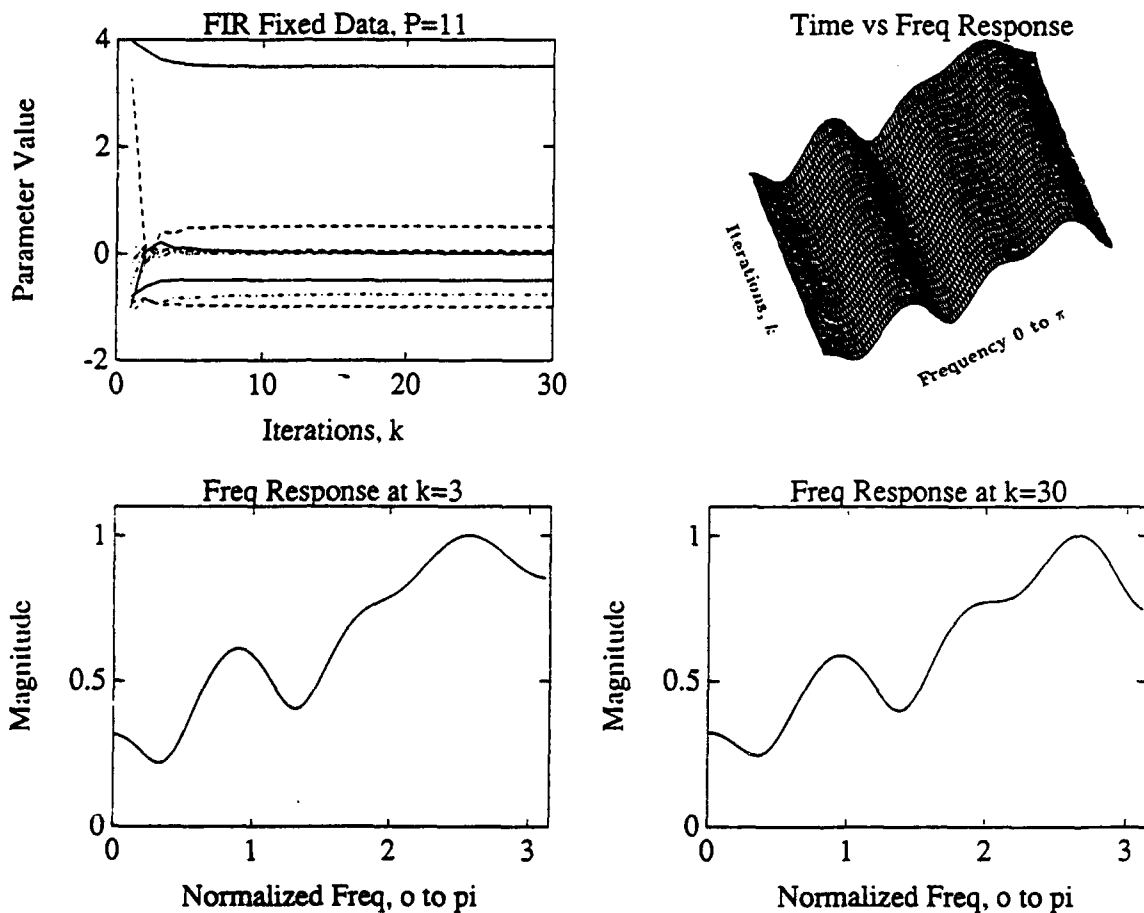 FIR Fixed Data, P=11
4
2
0
-2
Parameter Value
0
10
20
30
Iterations, k
Time vs Freq Response
Iterations, k
Frequency 0 to π
Freq Response at k=3
1
0.5
0
Magnitude
0
1
2
3
Normalized Freq, o to pi
Freq Response at k=30
1
0.5
0
Magnitude
0
1
2
3
Normalized Freq, o to pi